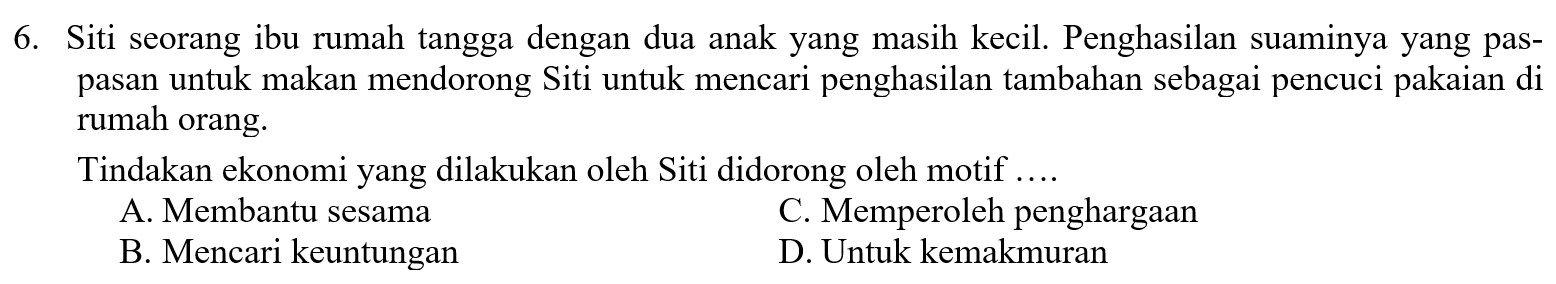 6. Siti seorang ibu rumah tangga dengan dua anak yang masih kecil. Penghasilan suaminya yang pas-
pasan untuk makan mendorong Siti untuk mencari penghasilan tambahan sebagai pencuci pakaian di
rumah orang.
Tindakan ekonomi yang dilakukan oleh Siti didorong oleh motif ….
A. Membantu sesama C. Memperoleh penghargaan
B. Mencari keuntungan D. Untuk kemakmuran